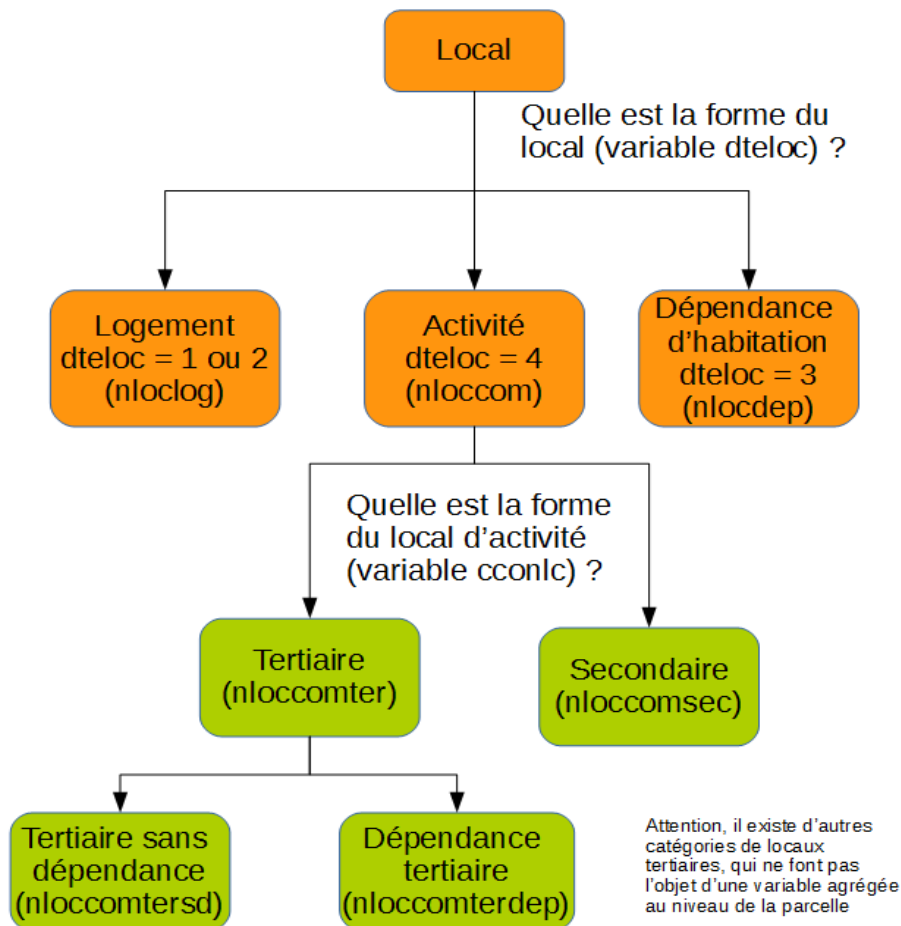 Local
Quelle est la forme du
local (variable dteloc) ?
Logement
dteloc = 1 ou 2
(nloclog)
Activité
dteloc = 4
(nloccom)
Dépendance
d'habitation
dteloc = 3
(nlocdep)
Quelle est la forme
du local d'activité
(variable cconlc) ?
Tertiaire
(nloccomter)
Secondaire
(nloccomsec)
Tertiaire sans
dépendance
(nloccomtersd)
Dépendance
tertiaire
(nloccomterdep)
Attention, il existe d'autres
catégories de locaux
tertiaires, qui ne font pas
l'objet d'une variable agrégée
au niveau de la parcelle